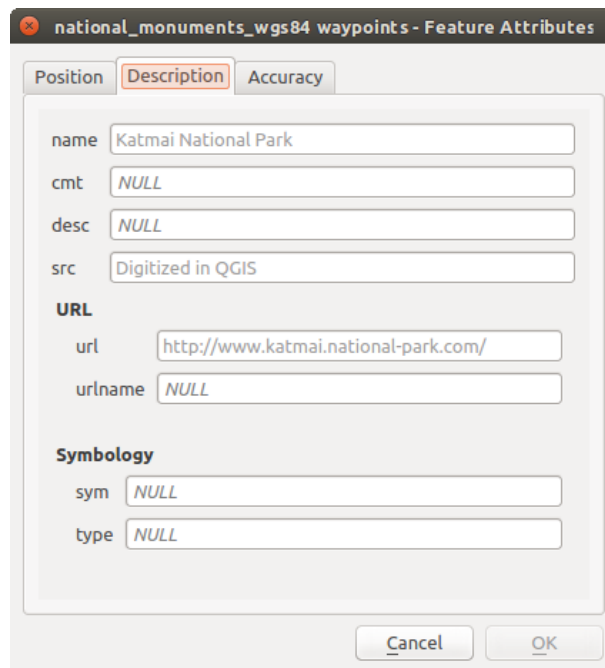 national_monuments_wgs84 waypoints - Feature Attributes
Position Description Accuracy
name Katmai National Park
cmt NULL
desc NULL
src Digitized in QGIS
URL
url http://www.katmai.national-park.com/
urlname NULL
Symbology
sym NULL
type NULL
Cancel OK